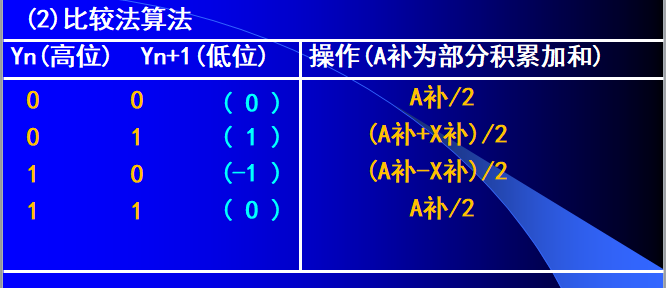 (2)比较法算法
Yn(高位) Yn+1(低位) 操作(A补为部分积累加和)
0 0 ( 0 ) A补/2
0 1 ( 1 ) (A补+X补)/2
1 0 (-1 ) (A补-X补)/2
1 1 ( 0 ) A补/2